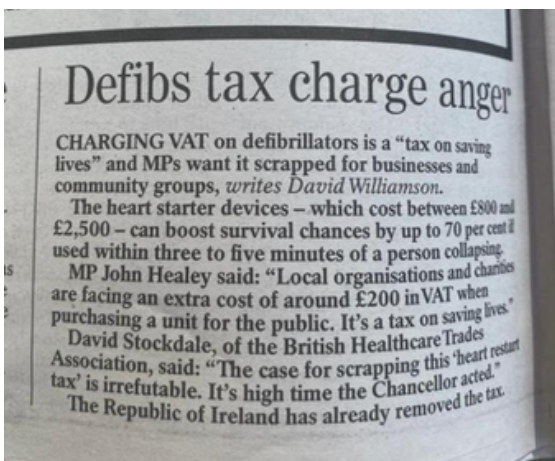 Defibs tax charge anger
CHARGING VAT on defibrillators is a “tax on saving
lives” and MPs want it scrapped for businesses and
community groups, writes David Williamson.
The heart starter devices – which cost between £800 and
£2,500 – can boost survival chances by up to 70 per cent if
used within three to five minutes of a person collapsing.
MP John Healey said: “Local organisations and charities
are facing an extra cost of around £200 in VAT when
purchasing a unit for the public. It’s a tax on saving lives.”
David Stockdale, of the British Healthcare Trades
Association, said: “The case for scrapping this ‘heart restart
tax’ is irrefutable. It’s high time the Chancellor acted.”
The Republic of Ireland has already removed the tax.